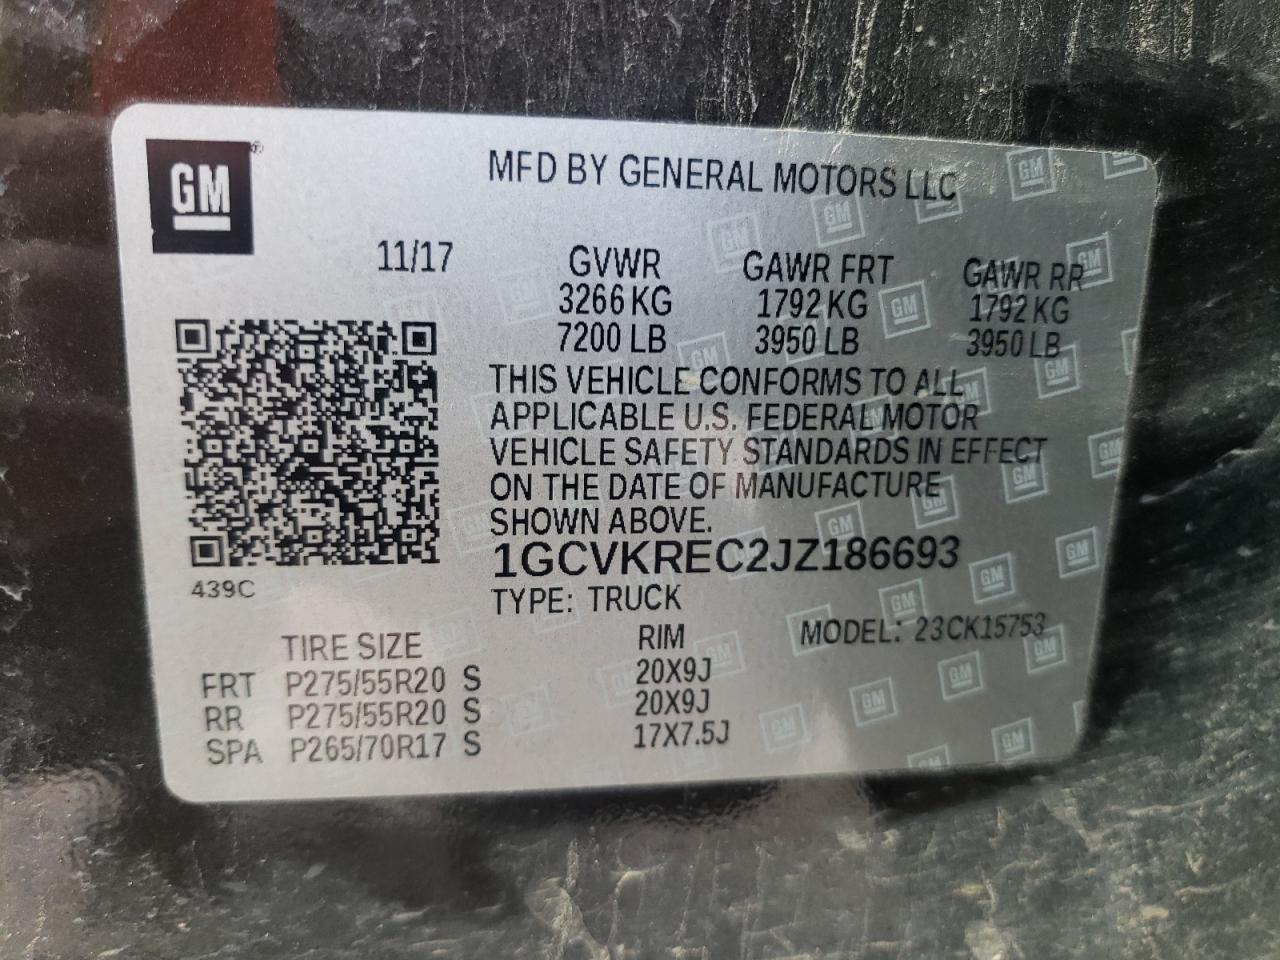 GM
MFD BY GENERAL MOTORS LLC
11/17 GVWR GAWR FRT GAWR RR
3266 KG 1792 KG 1792 KG
7200 LB 3950 LB 3950 LB
THIS VEHICLE CONFORMS TO ALL
APPLICABLE U.S. FEDERAL MOTOR
VEHICLE SAFETY STANDARDS IN EFFECT
ON THE DATE OF MANUFACTURE
SHOWN ABOVE.
1GCVKREC2JZ186693
439C
TYPE: TRUCK
MODEL: 23CK15753
TIRE SIZE RIM
FRT P275/55R20 S 20X9J
RR P275/55R20 S 20X9J
SPA P265/70R17 S 17X7.5J